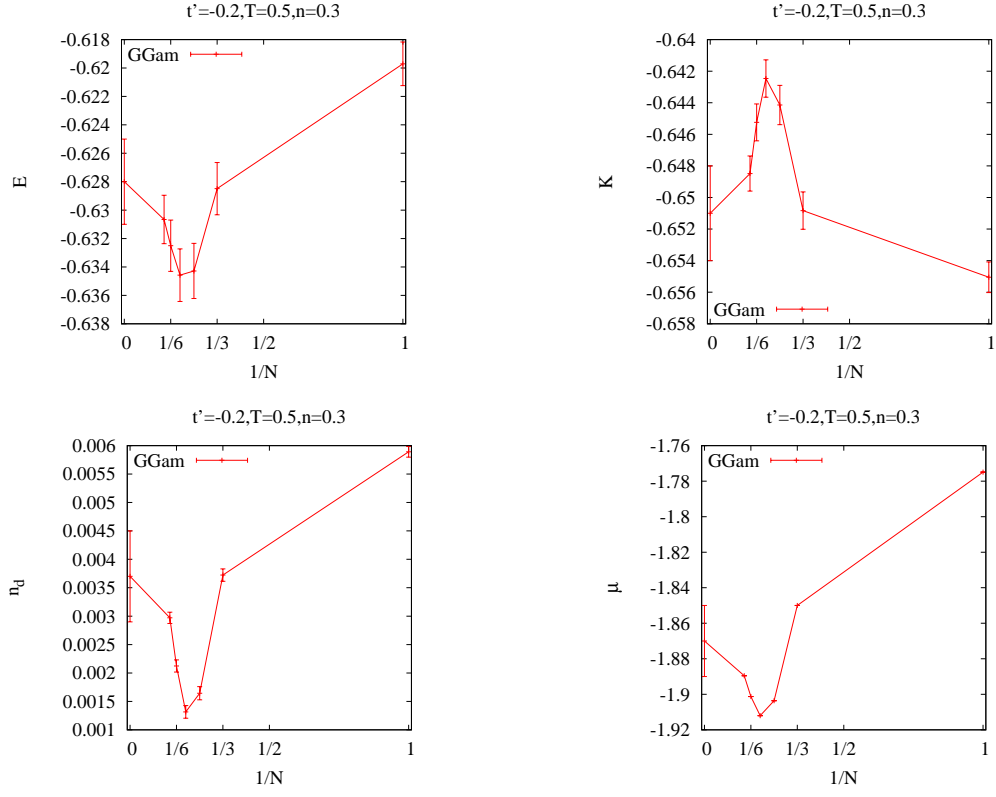 t'=-0.2,T=0.5,n=0.3
GGam
E
-0.618
-0.62
-0.622
-0.624
-0.626
-0.628
-0.63
-0.632
-0.634
-0.636
-0.638
0 1/6 1/3 1/2 1
1/N
t'=-0.2,T=0.5,n=0.3
K
-0.64
-0.642
-0.644
-0.646
-0.648
-0.65
-0.652
-0.654
-0.656
-0.658
GGam
0 1/6 1/3 1/2 1
1/N
t'=-0.2,T=0.5,n=0.3
GGam
n_d
0.006
0.0055
0.005
0.0045
0.004
0.0035
0.003
0.0025
0.002
0.0015
0.001
0 1/6 1/3 1/2 1
1/N
t'=-0.2,T=0.5,n=0.3
GGam
μ
-1.76
-1.78
-1.8
-1.82
-1.84
-1.86
-1.88
-1.9
-1.92
0 1/6 1/3 1/2 1
1/N